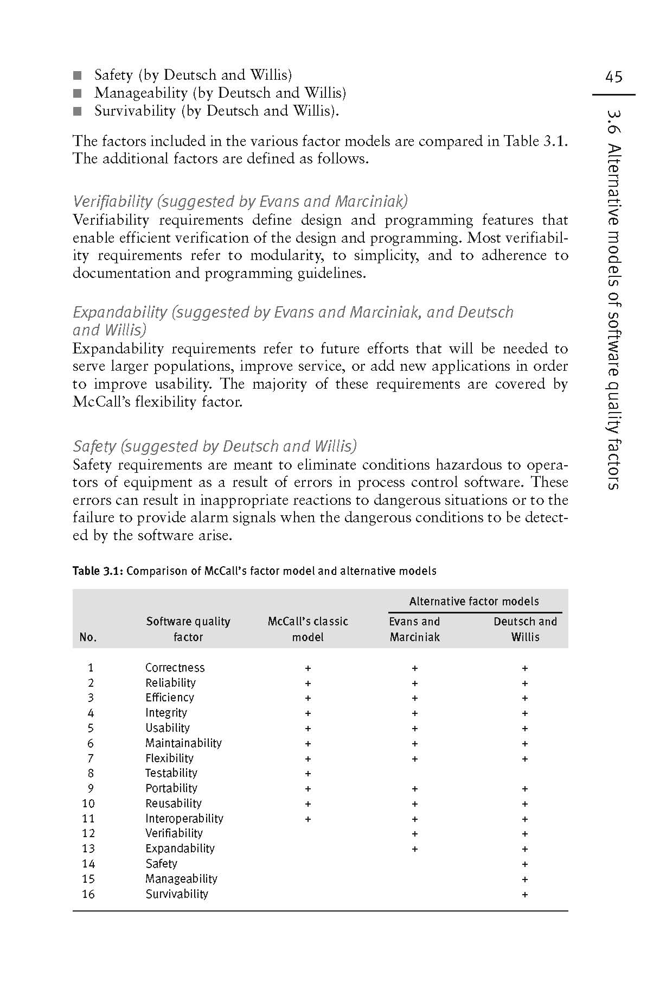 ■ Safety (by Deutsch and Willis)
■ Manageability (by Deutsch and Willis)
■ Survivability (by Deutsch and Willis).
The factors included in the various factor models are compared in Table 3.1.
The additional factors are defined as follows.
Verifiability (suggested by Evans and Marciniak)
Verifiability requirements define design and programming features that
enable efficient verification of the design and programming. Most verifiabil-
ity requirements refer to modularity, to simplicity, and to adherence to
documentation and programming guidelines.
Expandability (suggested by Evans and Marciniak, and Deutsch
and Willis)
Expandability requirements refer to future efforts that will be needed to
serve larger populations, improve service, or add new applications in order
to improve usability. The majority of these requirements are covered by
McCall's flexibility factor.
Safety (suggested by Deutsch and Willis)
Safety requirements are meant to eliminate conditions hazardous to opera-
tors of equipment as a result of errors in process control software. These
errors can result in inappropriate reactions to dangerous situations or to the
failure to provide alarm signals when the dangerous conditions to be detect-
ed by the software arise.
Table 3.1: Comparison of McCall's factor model and alternative models
Alternative factor models
Software quality McCall's classic Evans and Deutsch and
No. factor model Marciniak Willis
1 Correctness + + +
2 Reliability + + +
3 Efficiency + + +
4 Integrity + + +
5 Usability + + +
6 Maintainability + + +
7 Flexibility + + +
8 Testability +
9 Portability + + +
10 Reusability + + +
11 Interoperability + + +
12 Verifiability + +
13 Expandability + +
14 Safety +
15 Manageability +
16 Survivability +
45
3.6 Alternative models of software quality factors